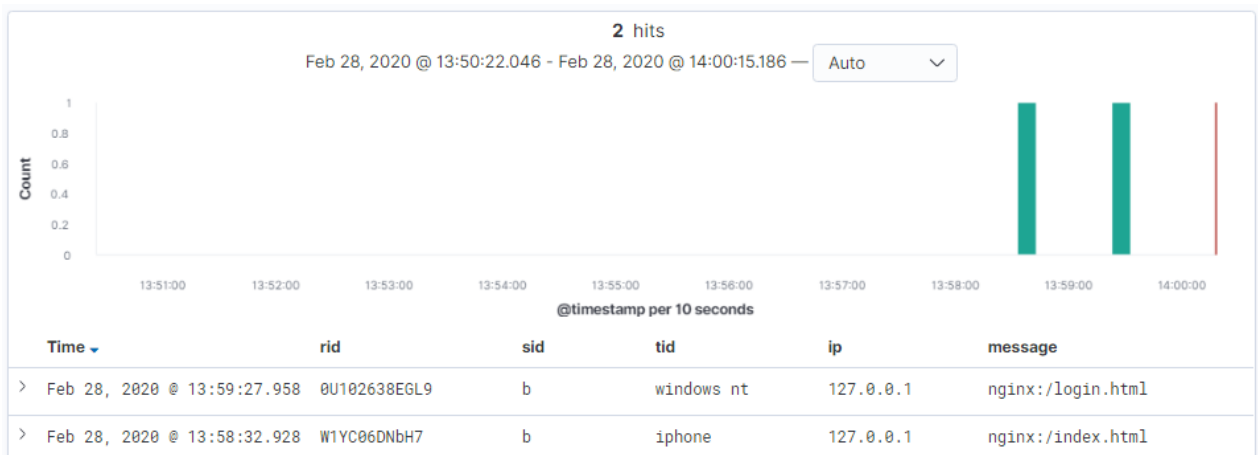 2 hits
Feb 28, 2020 @ 13:50:22.046 - Feb 28, 2020 @ 14:00:15.186 — Auto
1
0.8
0.6
0.4
0.2
0
Count
13:51:00 13:52:00 13:53:00 13:54:00 13:55:00 13:56:00 13:57:00 13:58:00 13:59:00 14:00:00
@timestamp per 10 seconds
Time rid sid tid ip message
Feb 28, 2020 @ 13:59:27.958 0U102638EGL9 b windows nt 127.0.0.1 nginx:/login.html
Feb 28, 2020 @ 13:58:32.928 W1YC06DNbH7 b iphone 127.0.0.1 nginx:/index.html